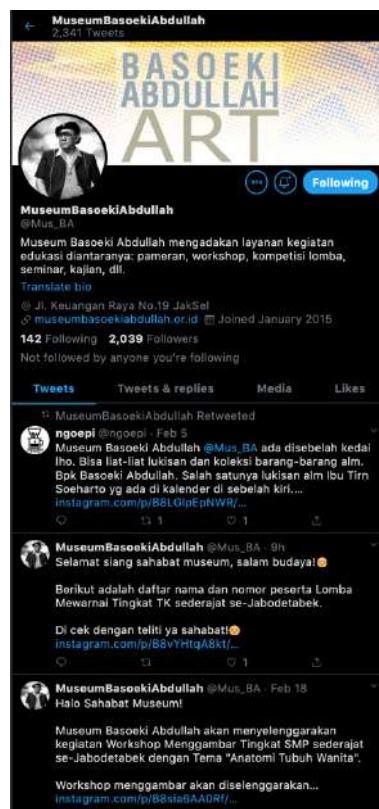 MuseumBasoekiAbdullah
2,341 Tweets
BASOEKI
ABDULLAH
ART
Following
MuseumBasoekiAbdullah
@Mus_BA
Museum Basoeki Abdullah mengadakan layanan kegiatan
edukasi diantaranya: pameran, workshop, kompetisi lomba,
seminar, kajian, dll.
Translate bio
Jl. Keuangan Raya No.19 JakSel
museumbasoekiabdullah.or.id Joined January 2015
142 Following 2,039 Followers
Not followed by anyone you're following
Tweets Tweets & replies Media Likes
MuseumBasoekiAbdullah Retweeted
ngoepi @ngoepi · Feb 5
Museum Basoeki Abdullah @Mus_BA ada disebelah kedai
lho. Bisa liat-liat lukisan dan koleksi barang-barang alm.
Bpk Basoeki Abdullah. Salah satunya lukisan alm Ibu Tirn
Soeharto yg ada di kalender di sebelah kiri....
instagram.com/p/B8LGlpEpNWR/...
1 1
MuseumBasoekiAbdullah @Mus_BA · 9h
Selamat siang sahabat museum, salam budaya!😊
Berikut adalah daftar nama dan nomor peserta Lomba
Mewarnai Tingkat TK sederajat se-Jabodetabek.
Di cek dengan teliti ya sahabat!😊
instagram.com/p/B8vYHtqA8kt/...
1
MuseumBasoekiAbdullah @Mus_BA · Feb 18
Halo Sahabat Museum!
Museum Basoeki Abdullah akan menyelenggarakan
kegiatan Workshop Menggambar Tingkat SMP sederajat
se-Jabodetabek dengan Tema "Anatomi Tubuh Wanita".
Workshop menggambar akan diselenggarakan...
instagram.com/p/B8sia6AA0Rf/...